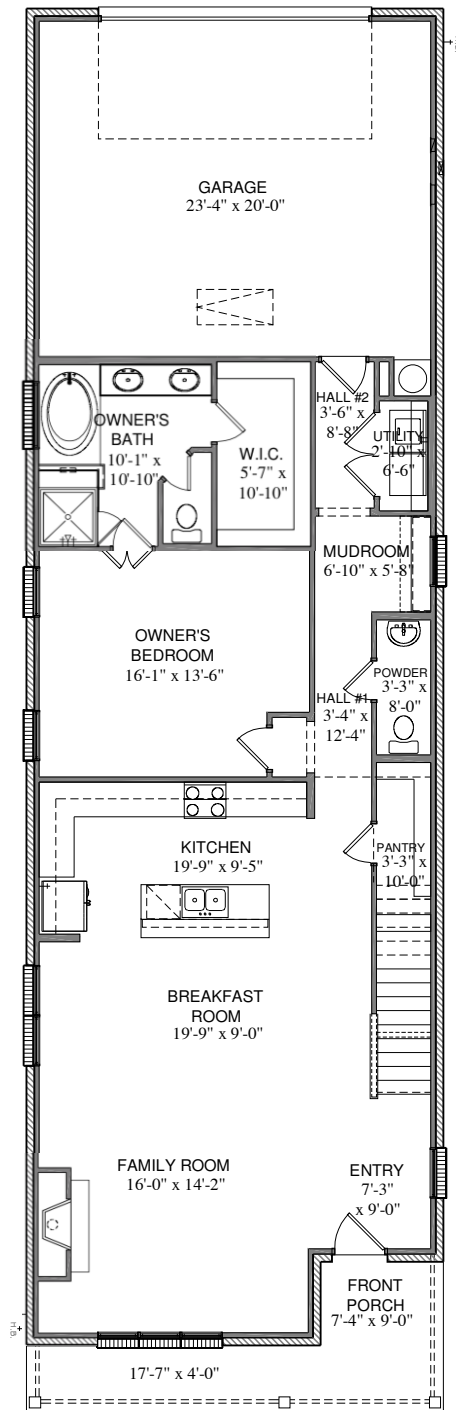 GARAGE
23'-4" x 20'-0"
HALL #2
3'-6" x
8'-8"
OWNER'S
BATH
10'-1" x
10'-10"
W.I.C.
5'-7" x
10'-10"
UTILITY
2'-10" x
6'-6"
MUDROOM
6'-10" x 5'-8"
OWNER'S
BEDROOM
16'-1" x 13'-6"
POWDER
3'-3" x
8'-0"
HALL #1
3'-4" x
12'-4"
KITCHEN
19'-9" x 9'-5"
PANTRY
3'-3" x
10'-0"
BREAKFAST
ROOM
19'-9" x 9'-0"
FAMILY ROOM
16'-0" x 14'-2"
ENTRY
7'-3"
x 9'-0"
FRONT
PORCH
7'-4" x 9'-0"
H.B.
17'-7" x 4'-0"